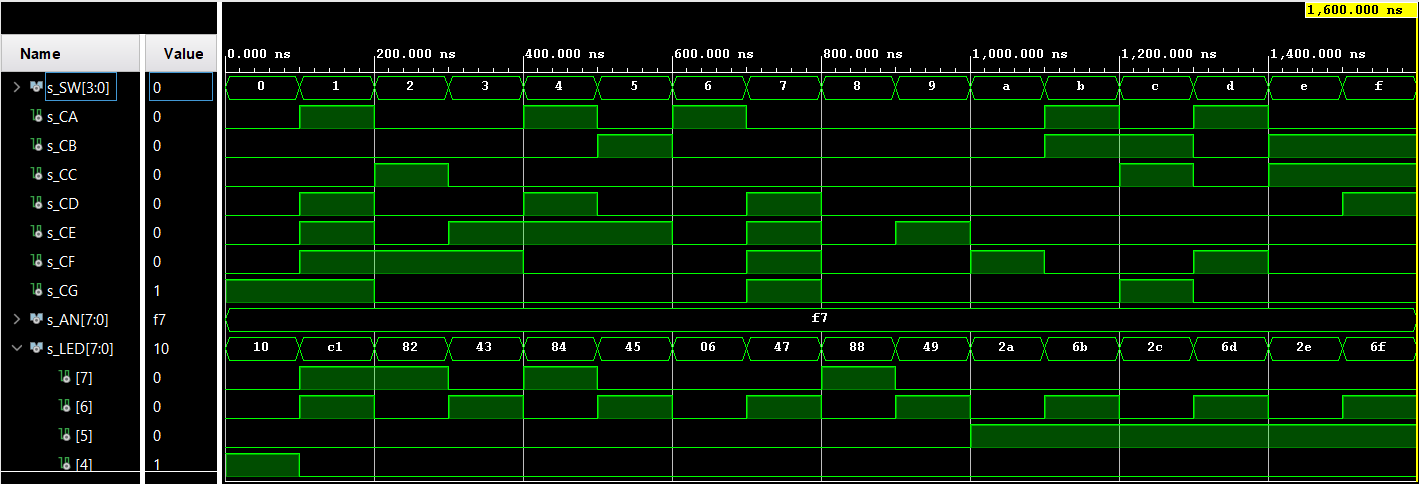 1,600.000 ns
Name Value 0.000 ns 200.000 ns 400.000 ns 600.000 ns 800.000 ns 1,000.000 ns 1,200.000 ns 1,400.000 ns
s_SW[3:0] 0 0 1 2 3 4 5 6 7 8 9 a b c d e f
s_CA 0
s_CB 0
s_CC 0
s_CD 0
s_CE 0
s_CF 0
s_CG 1
s_AN[7:0] f7 f7
s_LED[7:0] 10 10 c1 82 43 84 45 06 47 88 49 2a 6b 2c 6d 2e 6f
[7] 0
[6] 0
[5] 0
[4] 1